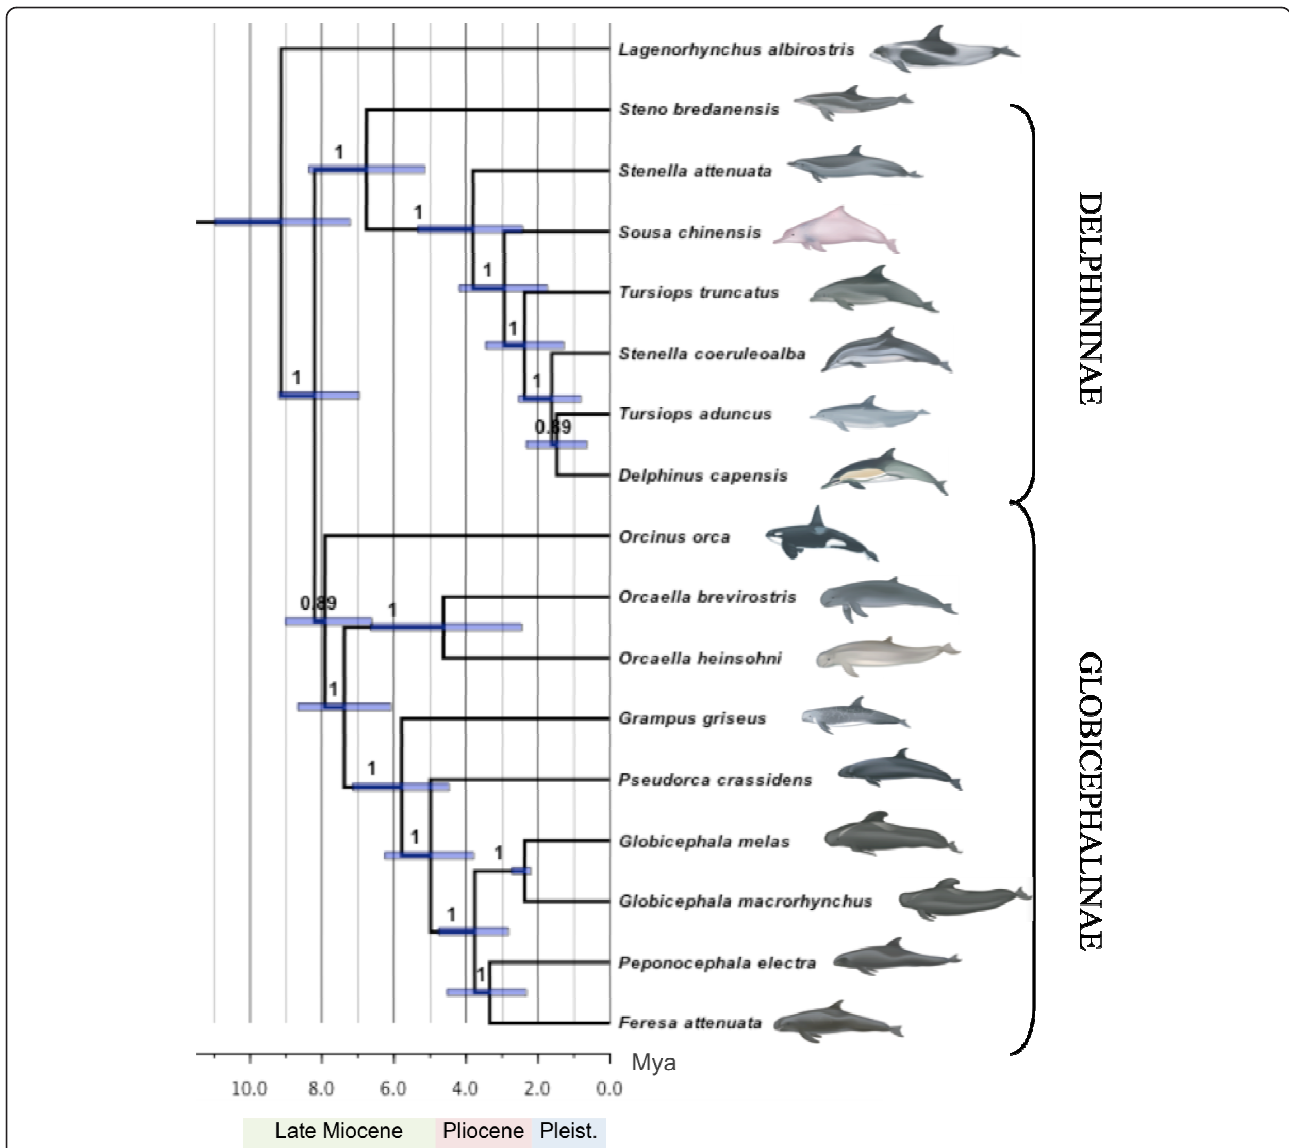 Lagenorhynchus albirostris
Steno bredanensis
1
Stenella attenuata
DELPHININAE
1
Sousa chinensis
1
Tursiops truncatus
1
Stenella coeruleoalba
1
1
Tursiops aduncus
0.89
Delphinus capensis
Orcinus orca
Orcaella brevirostris
0.89
1
Orcaella heinsohni
GLOBICEPHALINAE
1
Grampus griseus
1
Pseudorca crassidens
1
Globicephala melas
1
Globicephala macrorhynchus
1
Peponocephala electra
1
Feresa attenuata
Mya
10.0 8.0 6.0 4.0 2.0 0.0
Late Miocene Pliocene Pleist.